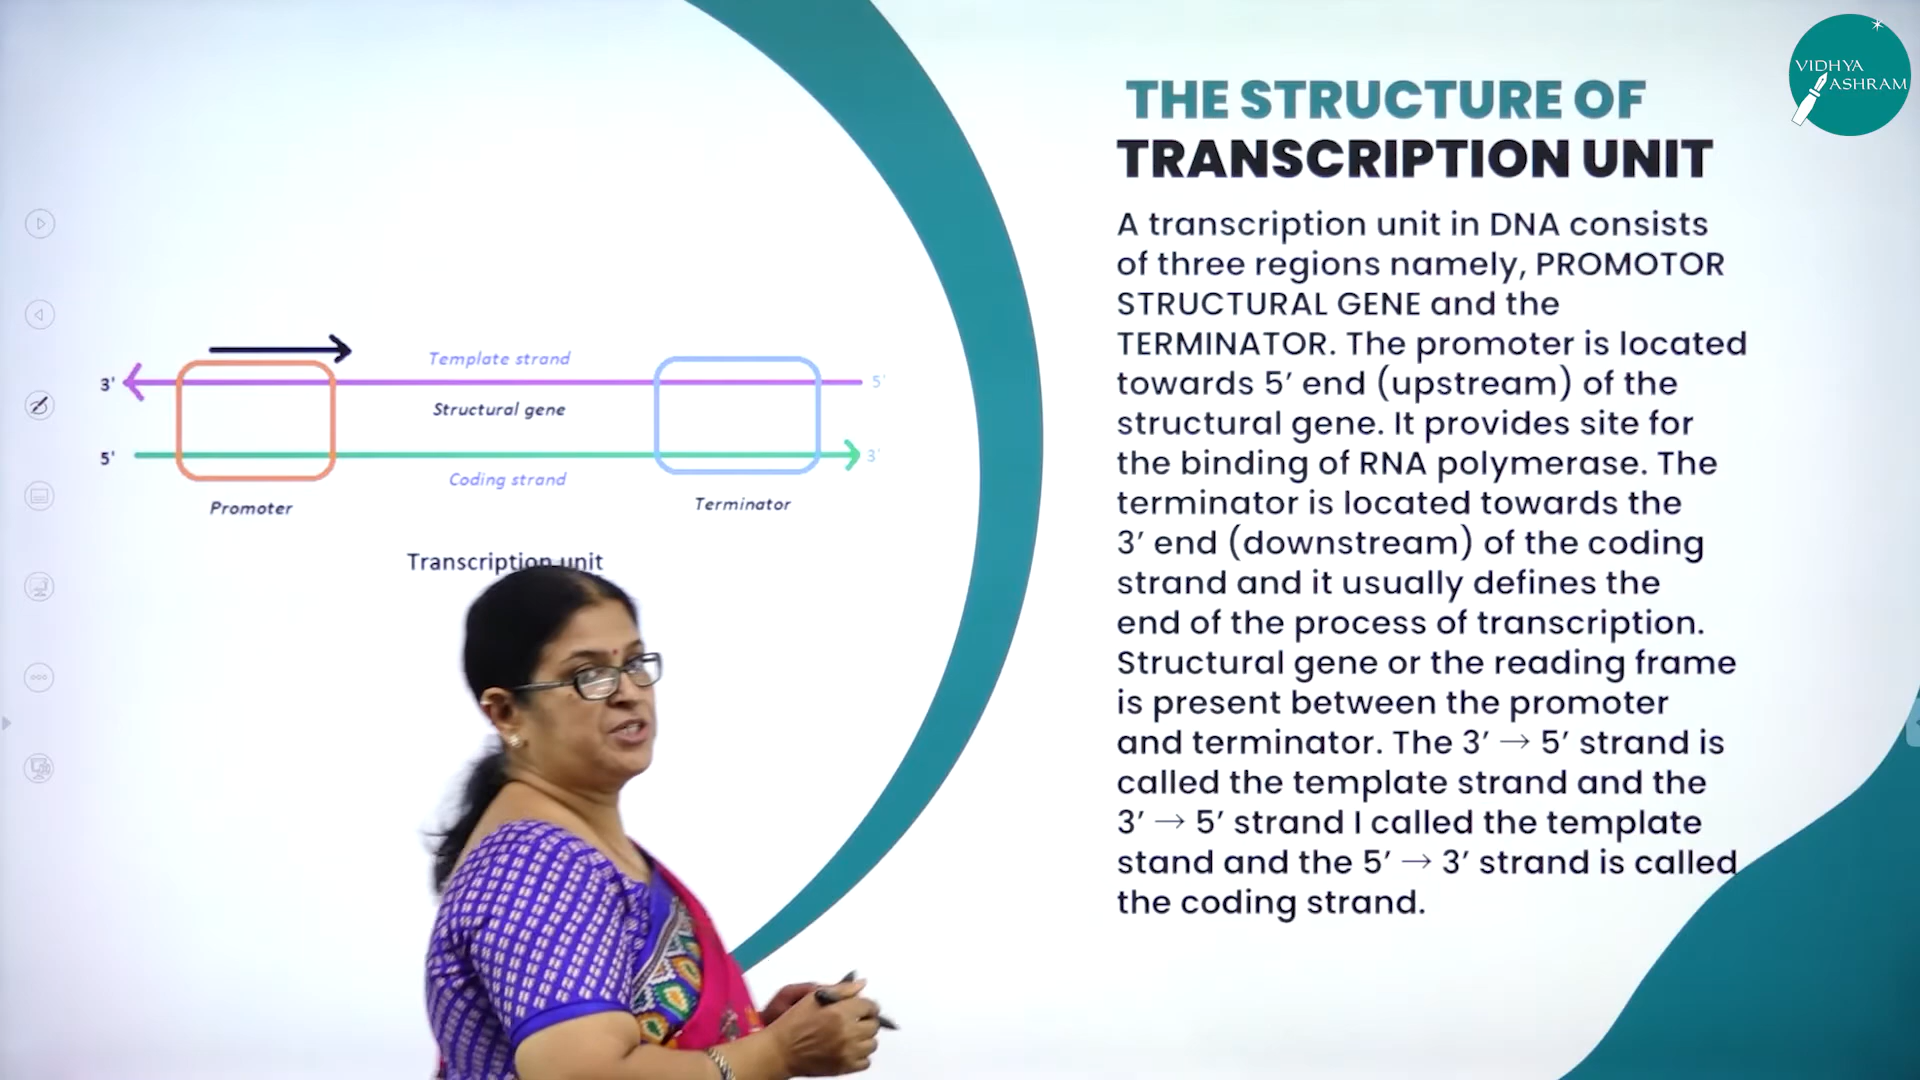 VIDHYA
ASHRAM
THE STRUCTURE OF
TRANSCRIPTION UNIT
A transcription unit in DNA consists
of three regions namely, PROMOTOR
STRUCTURAL GENE and the
TERMINATOR. The promoter is located
towards 5’ end (upstream) of the
structural gene. It provides site for
the binding of RNA polymerase. The
terminator is located towards the
3’ end (downstream) of the coding
strand and it usually defines the
end of the process of transcription.
Structural gene or the reading frame
is present between the promoter
and terminator. The 3’ → 5’ strand is
called the template strand and the
3’ → 5’ strand I called the template
stand and the 5’ → 3’ strand is called
the coding strand.
Template strand
3'
5'
Structural gene
5'
3'
Coding strand
Promoter
Terminator
Transcription unit